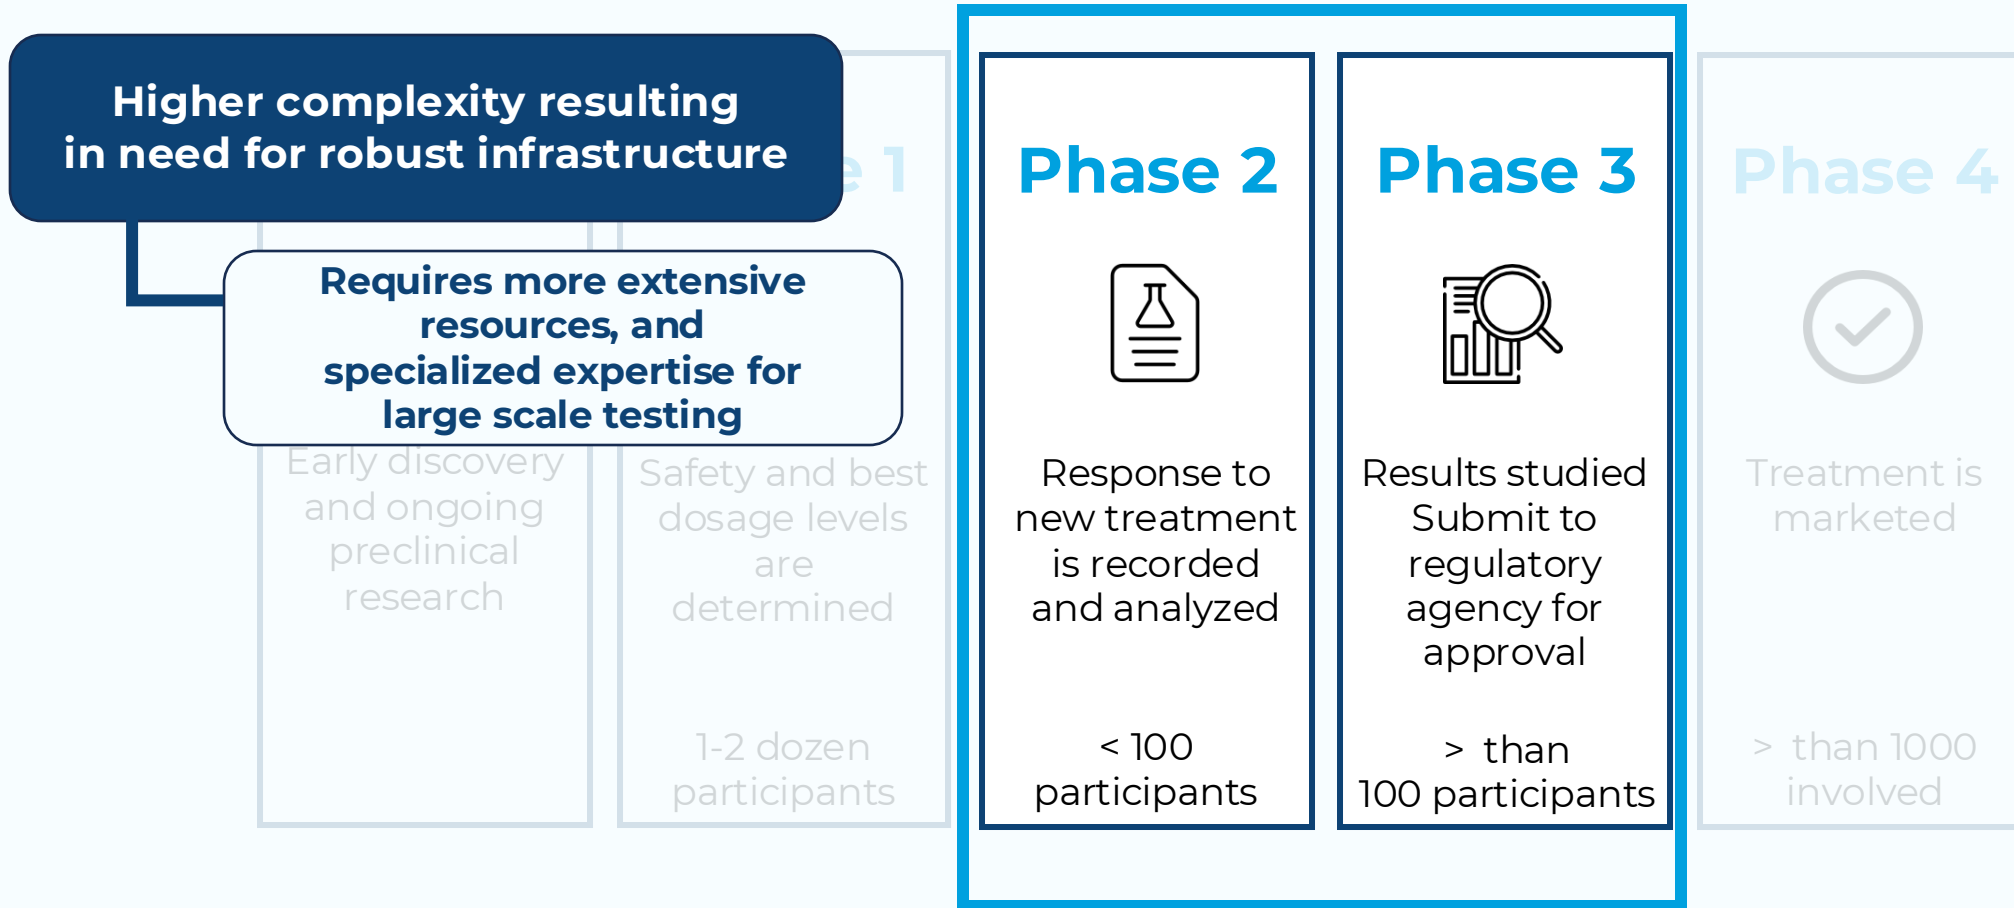 Higher complexity resulting
in need for robust infrastructure
Requires more extensive
resources, and
specialized expertise for
large scale testing
Early discovery
and ongoing
preclinical
research
e 1
Safety and best
dosage levels
are
determined
1-2 dozen
participants
Phase 2
Response to
new treatment
is recorded
and analyzed
< 100
participants
Phase 3
Results studied
Submit to
regulatory
agency for
approval
> than
100 participants
Phase 4
Treatment is
marketed
> than 1000
involved